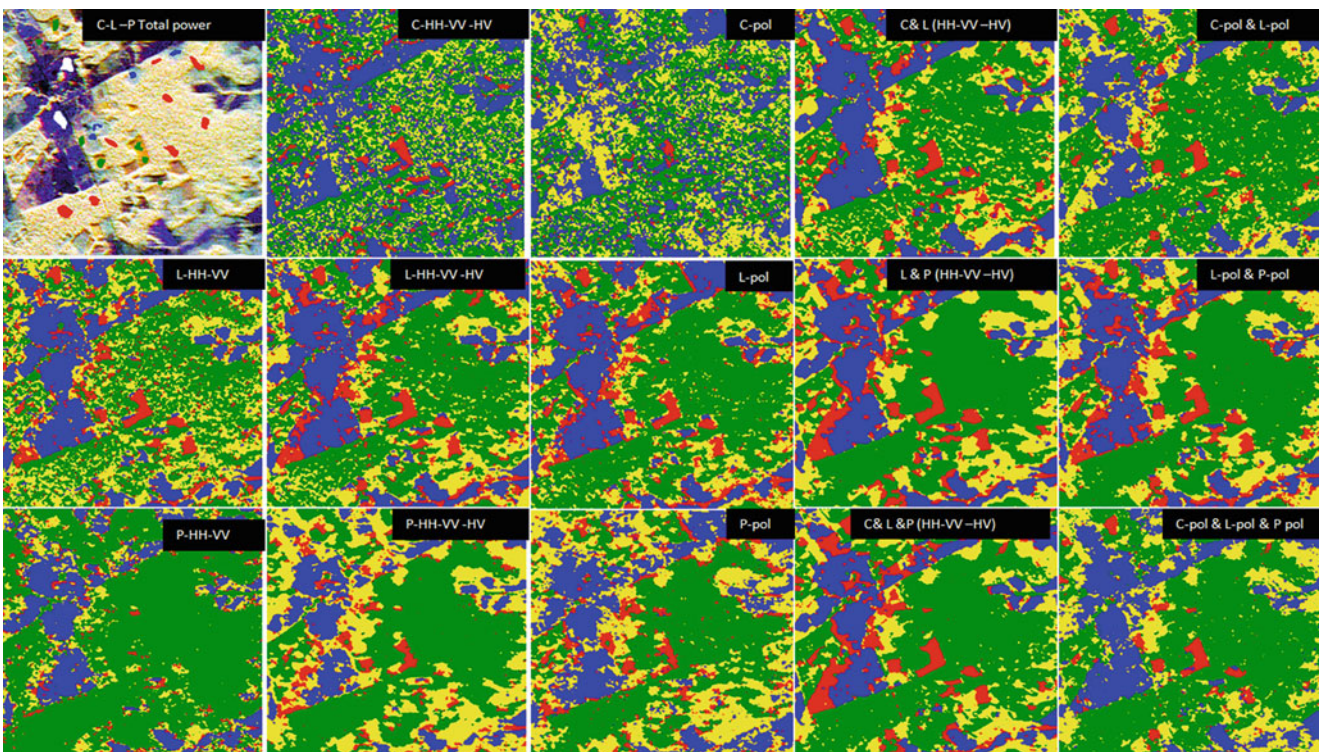 C-L –P Total power
C-HH-VV -HV
C-pol
C& L (HH-VV –HV)
C-pol & L-pol
L-HH-VV
L-HH-VV -HV
L-pol
L & P (HH-VV –HV)
L-pol & P-pol
P-HH-VV
P-HH-VV -HV
P-pol
C& L &P (HH-VV –HV)
C-pol & L-pol & P pol